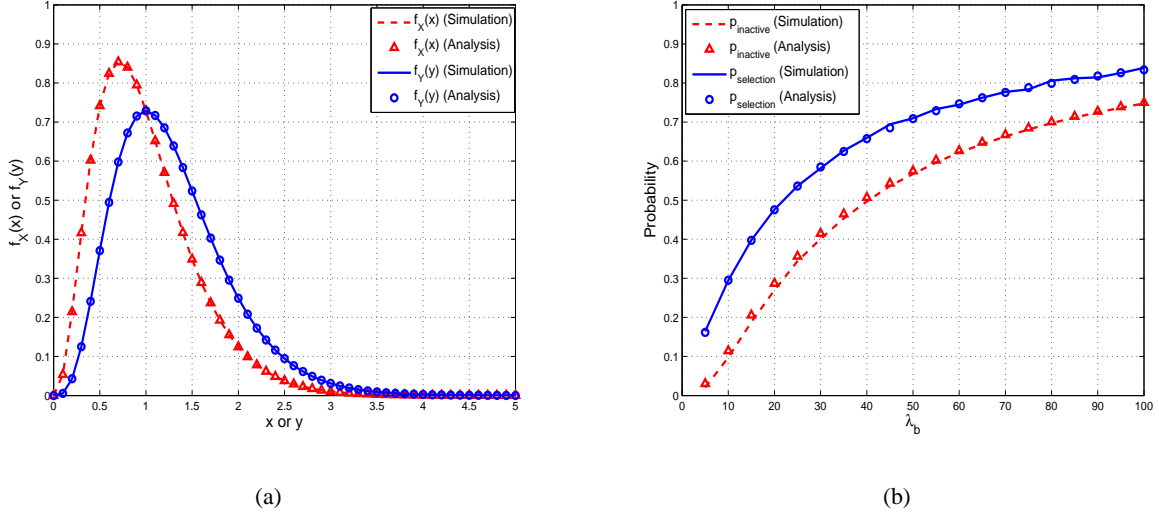 1
0.9
0.8
0.7
0.6
0.5
0.4
0.3
0.2
0.1
0
0 0.5 1 1.5 2 2.5 3 3.5 4 4.5 5
x or y
f_X(x) or f_Y(y)
f_X(x) (Simulation)
f_X(x) (Analysis)
f_Y(y) (Simulation)
f_Y(y) (Analysis)
(a)
1
0.9
0.8
0.7
0.6
0.5
0.4
0.3
0.2
0.1
0
0 10 20 30 40 50 60 70 80 90 100
λ_b
Probability
p_inactive (Simulation)
p_inactive (Analysis)
p_selection (Simulation)
p_selection (Analysis)
(b)